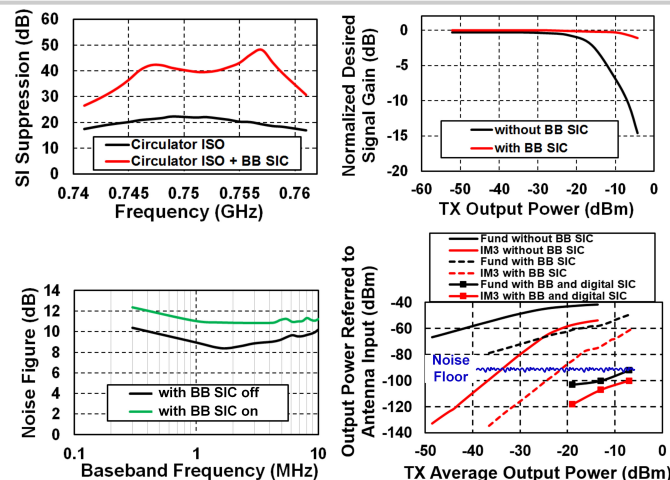 SI Suppression (dB)
60
50
40
30
20
10
0
Circulator ISO
Circulator ISO + BB SIC
0.74
0.745
0.75
0.755
0.76
Frequency (GHz)
Normalized Desired
Signal Gain (dB)
0
-5
-10
-15
-20
without BB SIC
with BB SIC
-60
-50
-40
-30
-20
-10
0
TX Output Power (dBm)
Noise Figure (dB)
14
12
10
8
6
4
2
0
with BB SIC off
with BB SIC on
0.1
1
10
Baseband Frequency (MHz)
Fund without BB SIC
IM3 without BB SIC
Fund with BB SIC
IM3 with BB SIC
Fund with BB and digital SIC
IM3 with BB and digital SIC
Output Power Referred to
Antenna Input (dBm)
-40
-60
-80
-100
-120
-140
Noise
Floor
-50
-40
-30
-20
-10
0
TX Average Output Power (dBm)